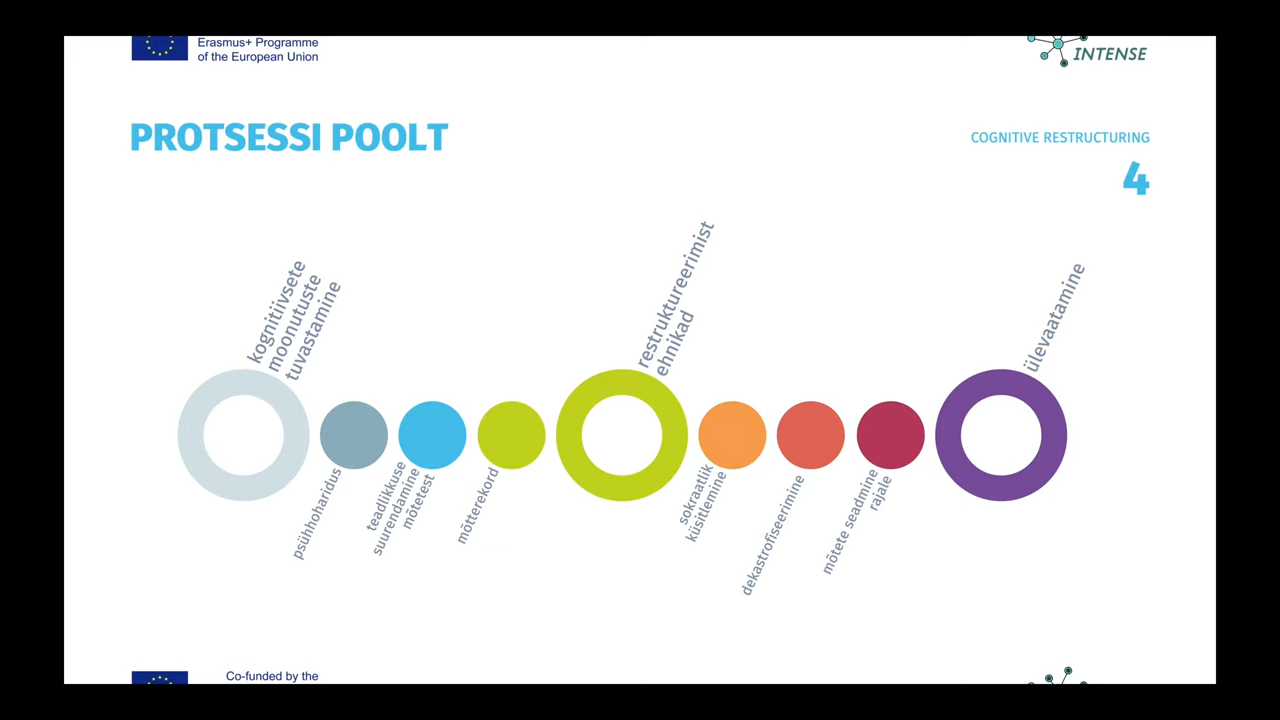 Erasmus+ Programme
of the European Union
INTENSE
PROTSESSI POOLT
COGNITIVE RESTRUCTURING
4
kognitiivsete
moonutuste
tuvastamine
restruktureerimist
ehnikad
ülevaatamine
psühhoharidus
teadlikkuse
suurendamine
mõtetest
mõtterekord
sokraatlik
küsitlemine
dekastrofiseerimine
mõtete seadmine
rajale
Co-funded by the